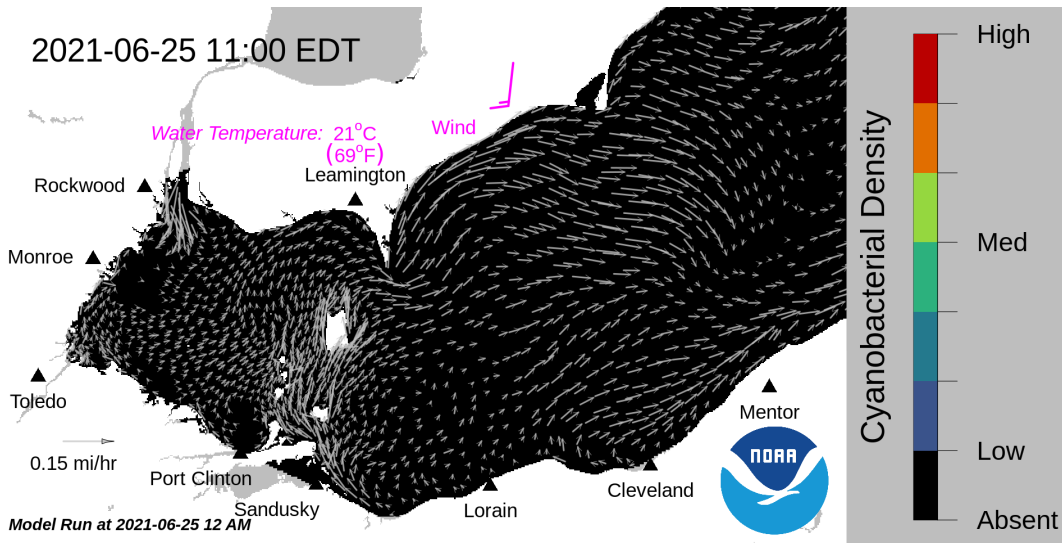 2021-06-25 11:00 EDT
Water Temperature: 21°C
(69°F)
Wind
Leamington
Rockwood
Monroe
Toledo
0.15 mi/hr
Port Clinton
Sandusky
Lorain
Cleveland
Mentor
NOAA
Model Run at 2021-06-25 12 AM
Cyanobacterial Density
High
Med
Low
Absent